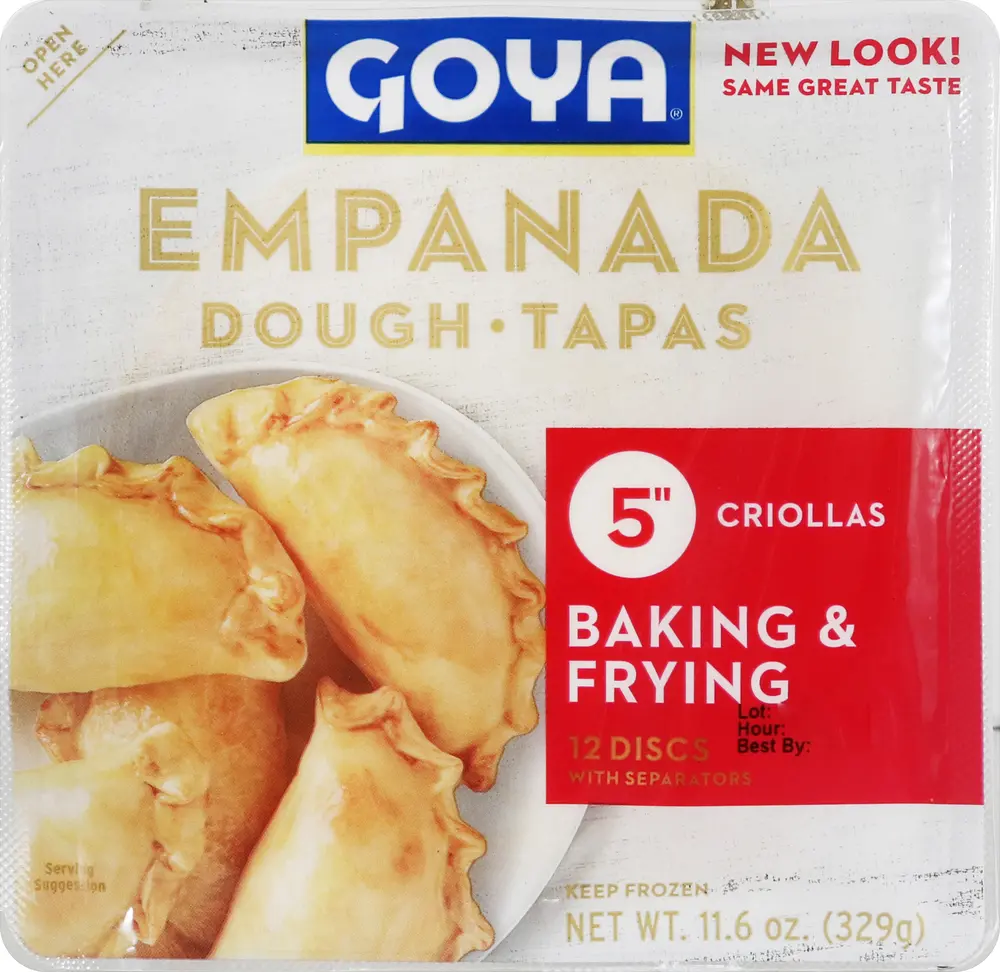 OPEN
HERE
GOYA®
NEW LOOK!
SAME GREAT TASTE
EMPANADA
DOUGH • TAPAS
5" CRIOLLAS
BAKING &
FRYING
Lot:
Hour:
Best By:
12 DISCS
WITH SEPARATORS
Serving
Suggestion
KEEP FROZEN
NET WT. 11.6 oz. (329g)